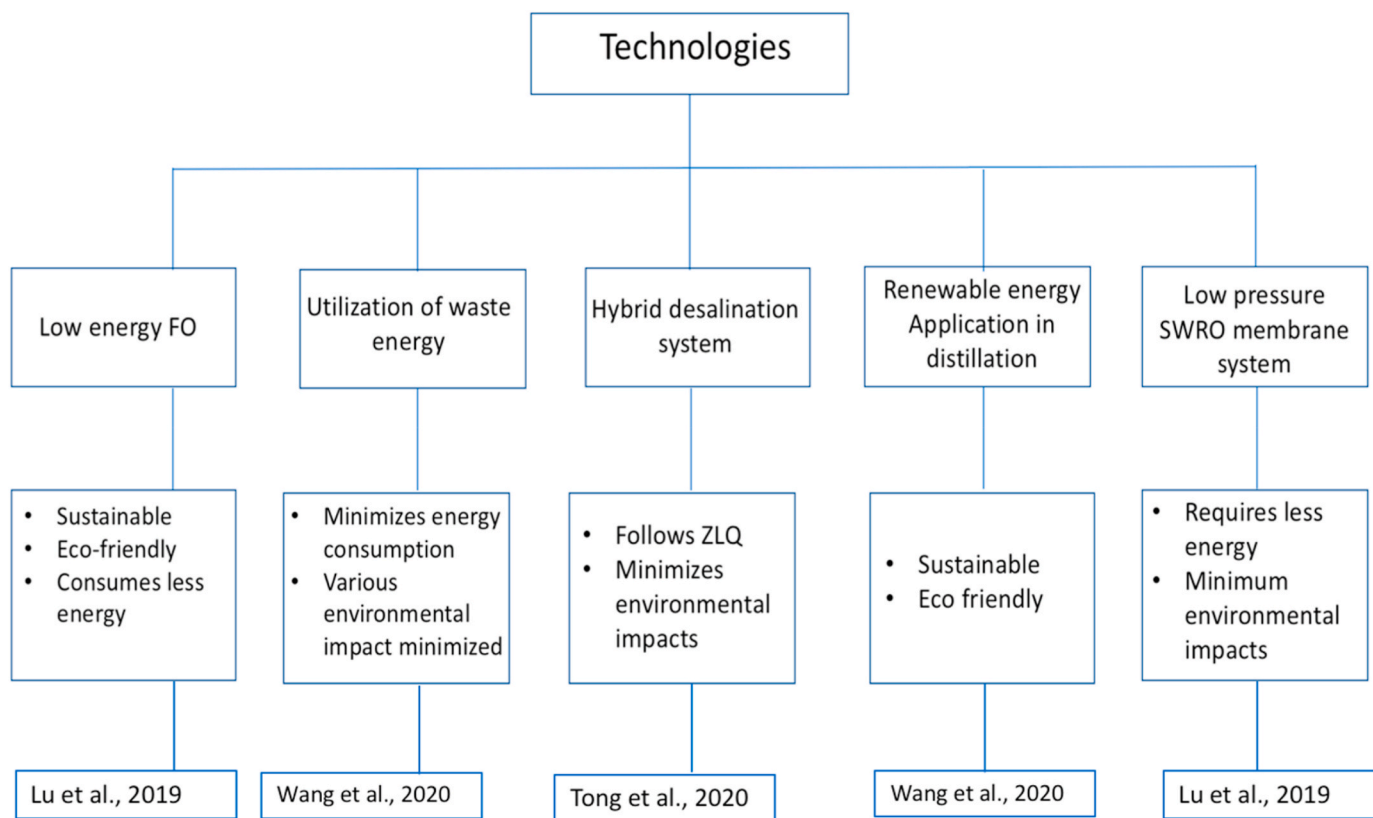 Technologies
Low energy FO
Utilization of waste
energy
Hybrid desalination
system
Renewable energy
Application in
distillation
Low pressure
SWRO membrane
system
• Sustainable
• Eco-friendly
• Consumes less
energy
• Minimizes energy
consumption
• Various
environmental
impact minimized
• Follows ZLQ
• Minimizes
environmental
impacts
• Sustainable
• Eco friendly
• Requires less
energy
• Minimum
environmental
impacts
Lu et al., 2019
Wang et al., 2020
Tong et al., 2020
Wang et al., 2020
Lu et al., 2019